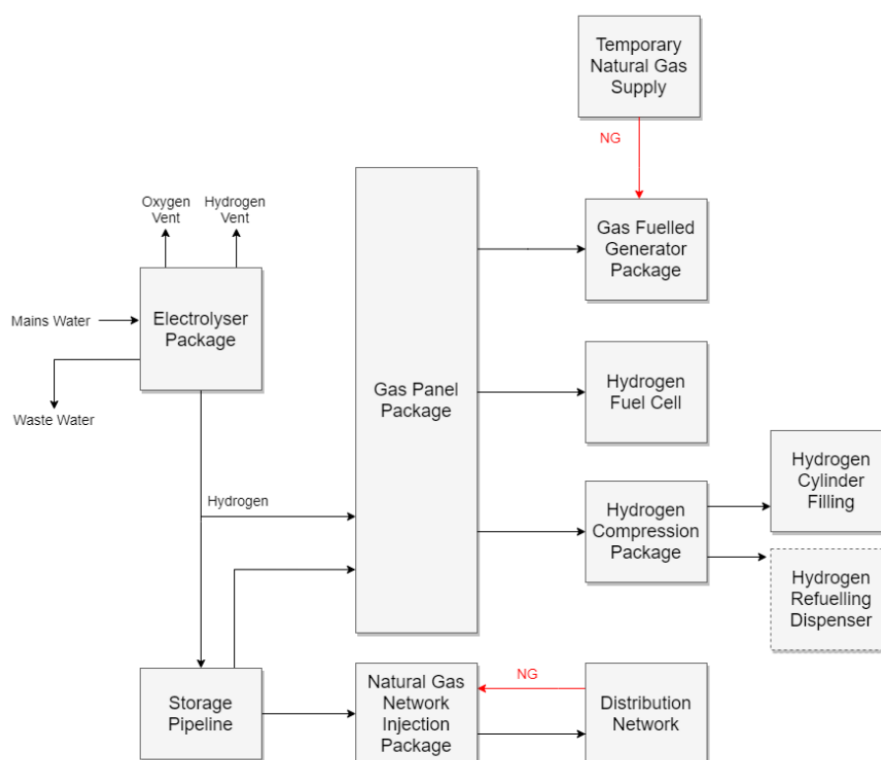 Temporary
Natural Gas
Supply
NG
Oxygen
Vent
Hydrogen
Vent
Gas Fuelled
Generator
Package
Mains Water
Electrolyser
Package
Waste Water
Gas Panel
Package
Hydrogen
Fuel Cell
Hydrogen
Hydrogen
Compression
Package
Hydrogen
Cylinder
Filling
Hydrogen
Refuelling
Dispenser
Storage
Pipeline
Natural Gas
Network
Injection
Package
NG
Distribution
Network